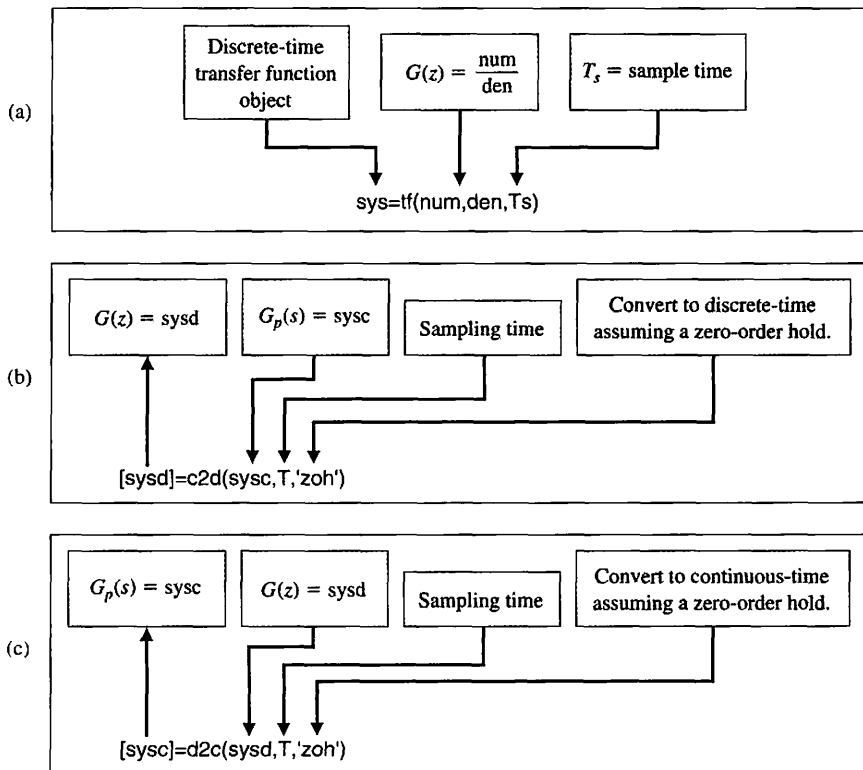 (a)
Discrete-time
transfer function
object
G(z) = num
den
T_s = sample time
sys=tf(num,den,Ts)
(b)
G(z) = sysd
G_p(s) = sysc
Sampling time
Convert to discrete-time
assuming a zero-order hold.
[sysd]=c2d(sysc,T,'zoh')
(c)
G_p(s) = sysc
G(z) = sysd
Sampling time
Convert to continuous-time
assuming a zero-order hold.
[sysc]=d2c(sysd,T,'zoh')